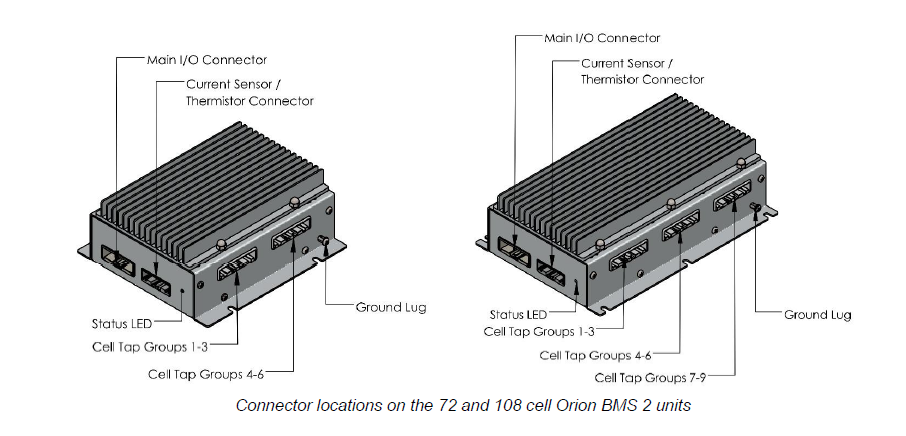 Main I/O Connector
Current Sensor /
Thermistor Connector
Status LED
Cell Tap Groups 1-3
Cell Tap Groups 4-6
Ground Lug
Main I/O Connector
Current Sensor /
Thermistor Connector
Status LED
Cell Tap Groups 1-3
Cell Tap Groups 4-6
Cell Tap Groups 7-9
Ground Lug
Connector locations on the 72 and 108 cell Orion BMS 2 units